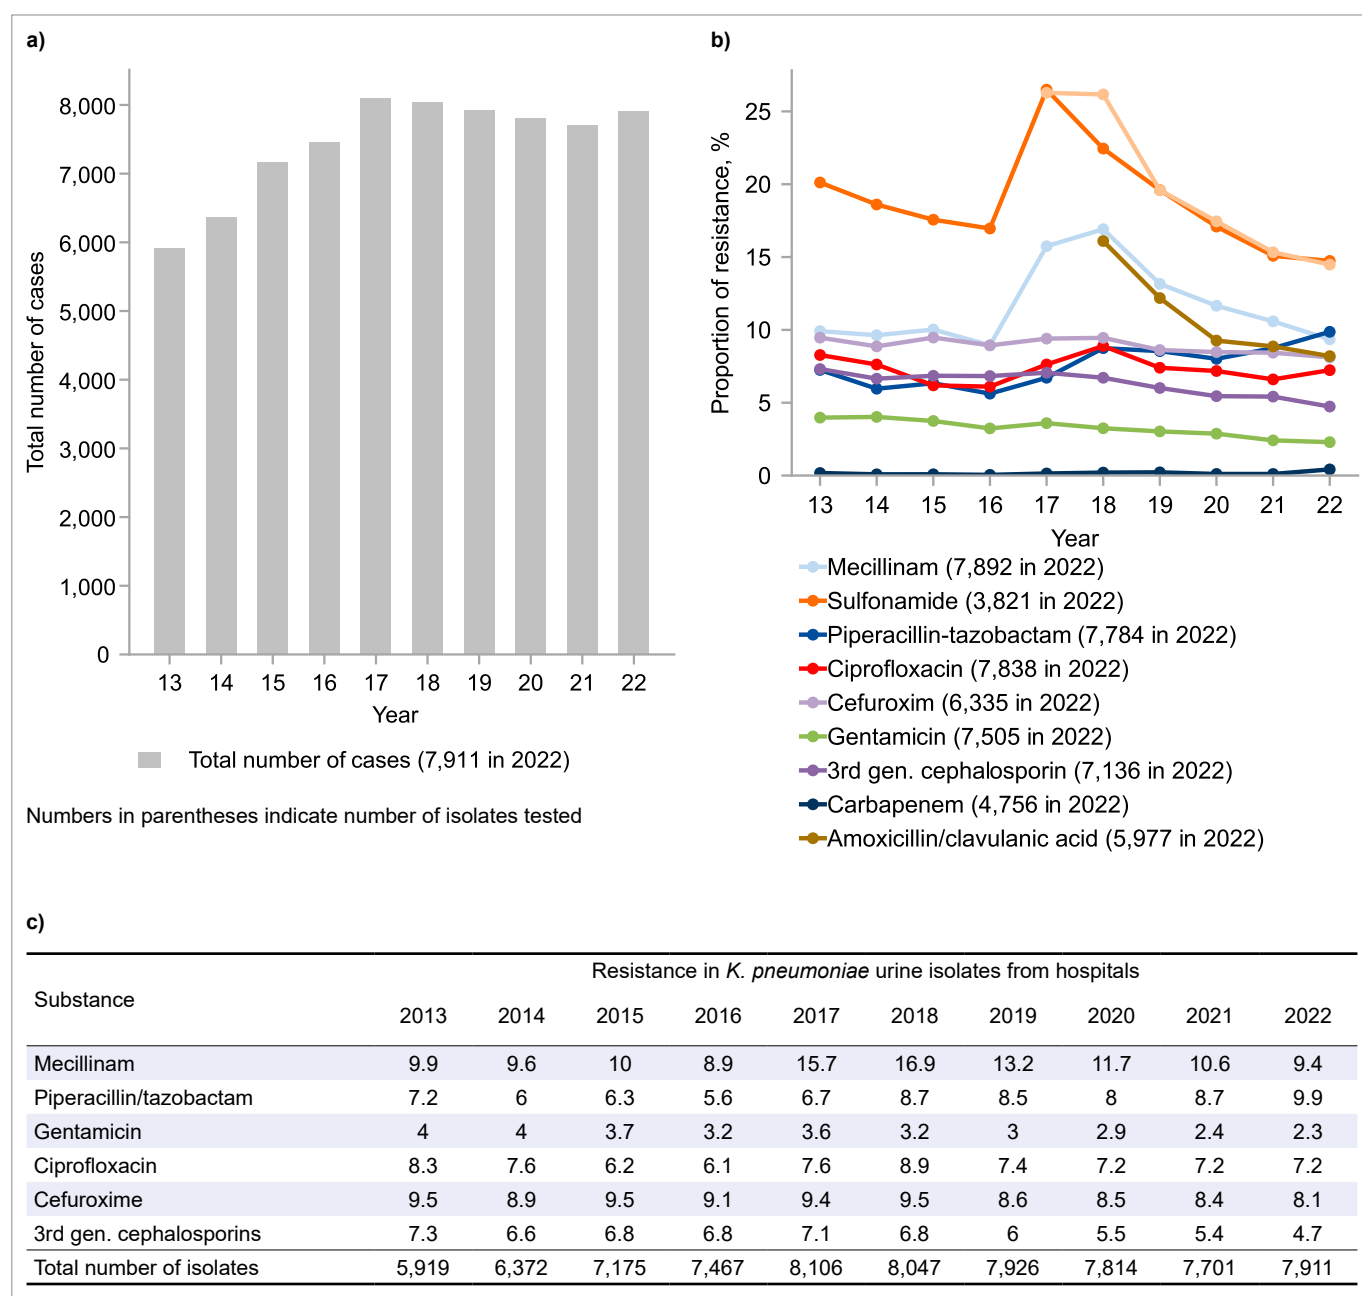 a)
Total number of cases
8,000
7,000
6,000
5,000
4,000
3,000
2,000
1,000
0
13 14 15 16 17 18 19 20 21 22
Year
Total number of cases (7,911 in 2022)
Numbers in parentheses indicate number of isolates tested
b)
Proportion of resistance, %
25
20
15
10
5
0
13 14 15 16 17 18 19 20 21 22
Year
Mecillinam (7,892 in 2022)
Sulfonamide (3,821 in 2022)
Piperacillin-tazobactam (7,784 in 2022)
Ciprofloxacin (7,838 in 2022)
Cefuroxim (6,335 in 2022)
Gentamicin (7,505 in 2022)
3rd gen. cephalosporin (7,136 in 2022)
Carbapenem (4,756 in 2022)
Amoxicillin/clavulanic acid (5,977 in 2022)
c)
Resistance in K. pneumoniae urine isolates from hospitals
Substance
2013 2014 2015 2016 2017 2018 2019 2020 2021 2022
Mecillinam 9.9 9.6 10 8.9 15.7 16.9 13.2 11.7 10.6 9.4
Piperacillin/tazobactam 7.2 6 6.3 5.6 6.7 8.7 8.5 8 8.7 9.9
Gentamicin 4 4 3.7 3.2 3.6 3.2 3 2.9 2.4 2.3
Ciprofloxacin 8.3 7.6 6.2 6.1 7.6 8.9 7.4 7.2 7.2 7.2
Cefuroxime 9.5 8.9 9.5 9.1 9.4 9.5 8.6 8.5 8.4 8.1
3rd gen. cephalosporins 7.3 6.6 6.8 6.8 7.1 6.8 6 5.5 5.4 4.7
Total number of isolates 5,919 6,372 7,175 7,467 8,106 8,047 7,926 7,814 7,701 7,911